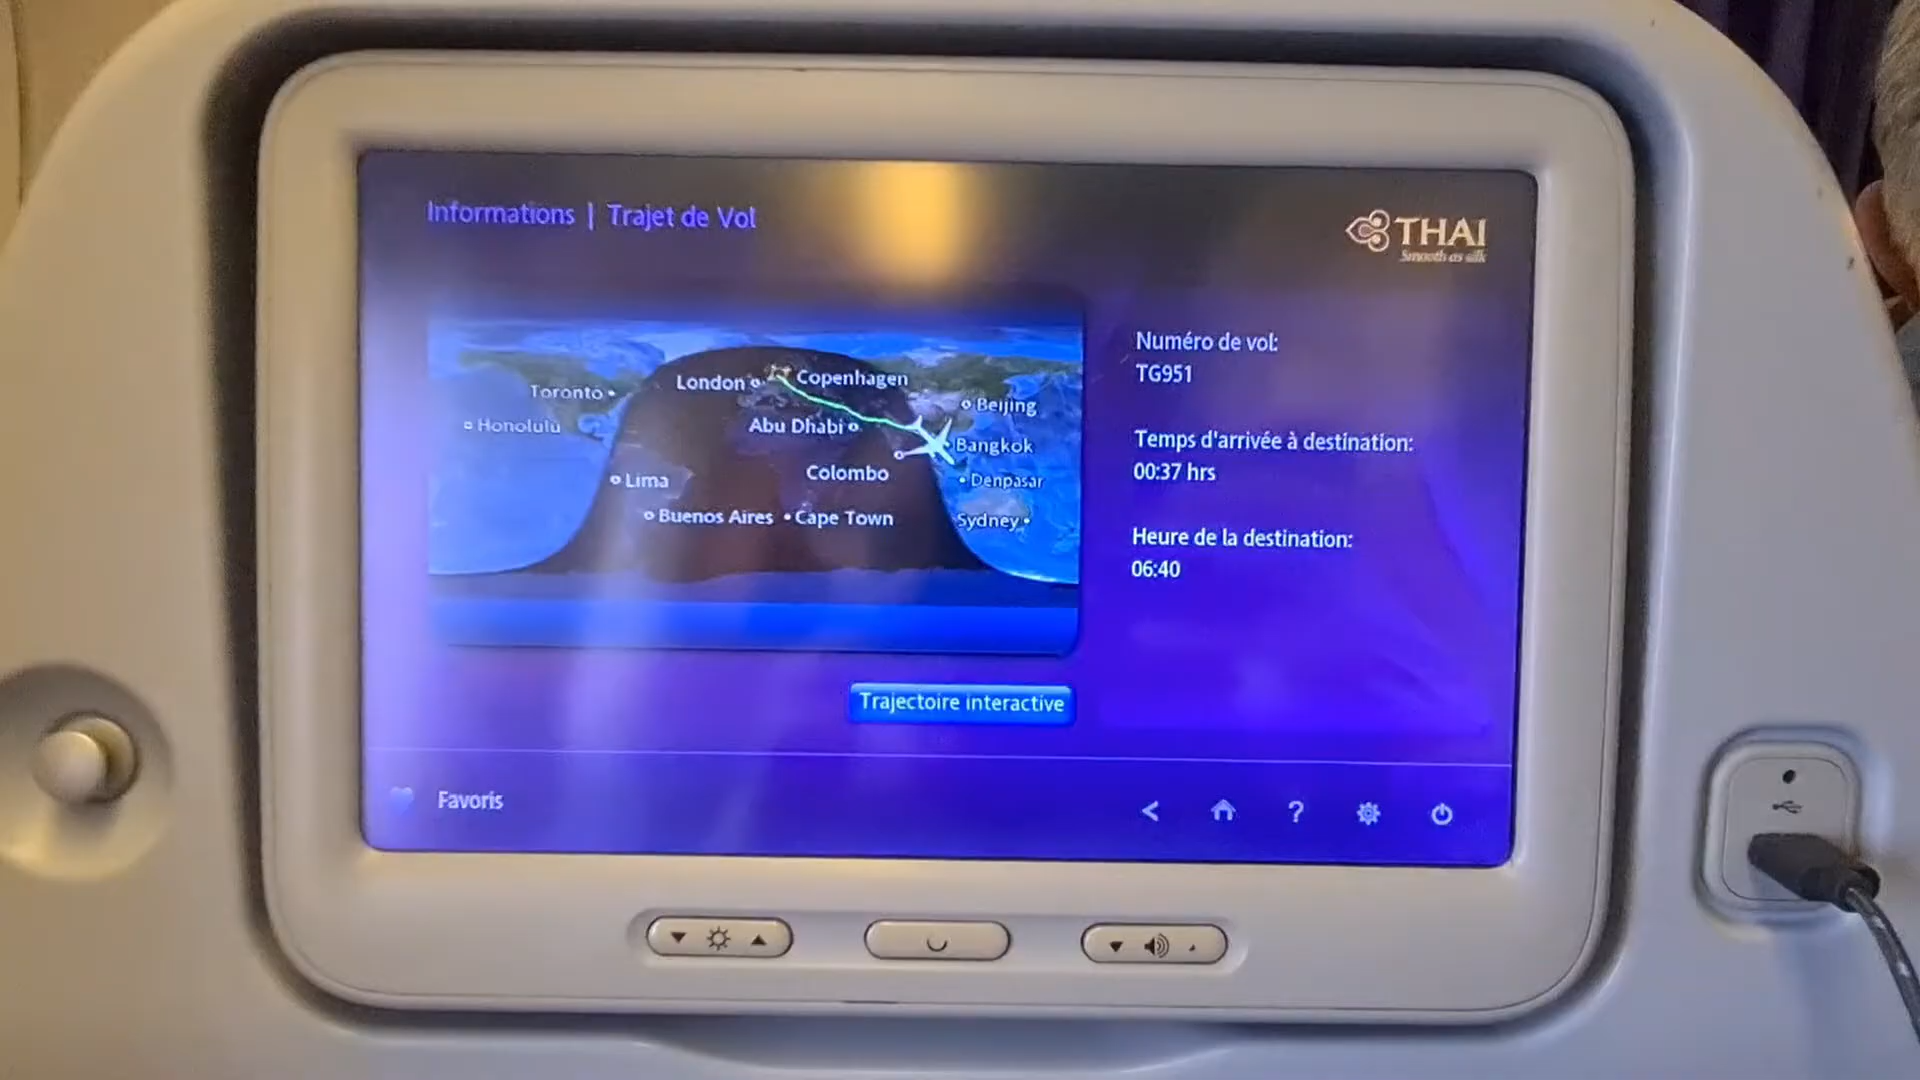 Informations | Trajet de Vol
THAI
Smooth as silk
London
Copenhagen
Toronto
Beijing
Honolulu
Abu Dhabi
Bangkok
Colombo
Lima
Denpasar
Buenos Aires
Cape Town
Sydney
Numéro de vol:
TG951
Temps d'arrivée à destination:
00:37 hrs
Heure de la destination:
06:40
Trajectoire interactive
Favoris
< ?